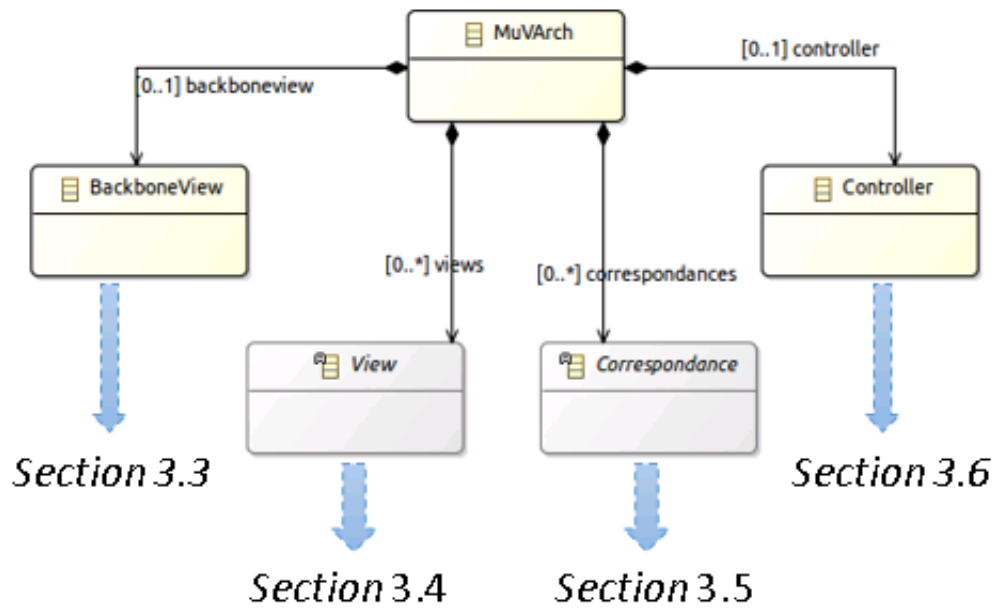 MuVArch
[0..1] controller
[0..1] backboneview
BackboneView
Controller
[0..*] views
[0..*] correspondances
View
Correspondance
Section 3.3
Section 3.6
Section 3.4
Section 3.5